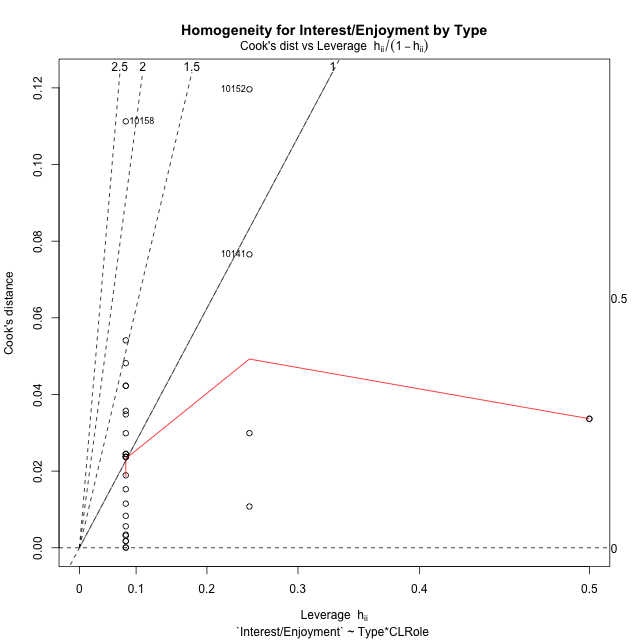 Homogeneity for Interest/Enjoyment by Type
Cook's dist vs Leverage hii/(1 − hii)
2.5 2 1.5 1
10152
10158
10141
0.12
0.10
0.08
0.06
0.04
0.02
0.00
Cook's distance
0.5
0
0 0.1 0.2 0.3 0.4 0.5
Leverage hii
`Interest/Enjoyment` ~ Type*CLRole